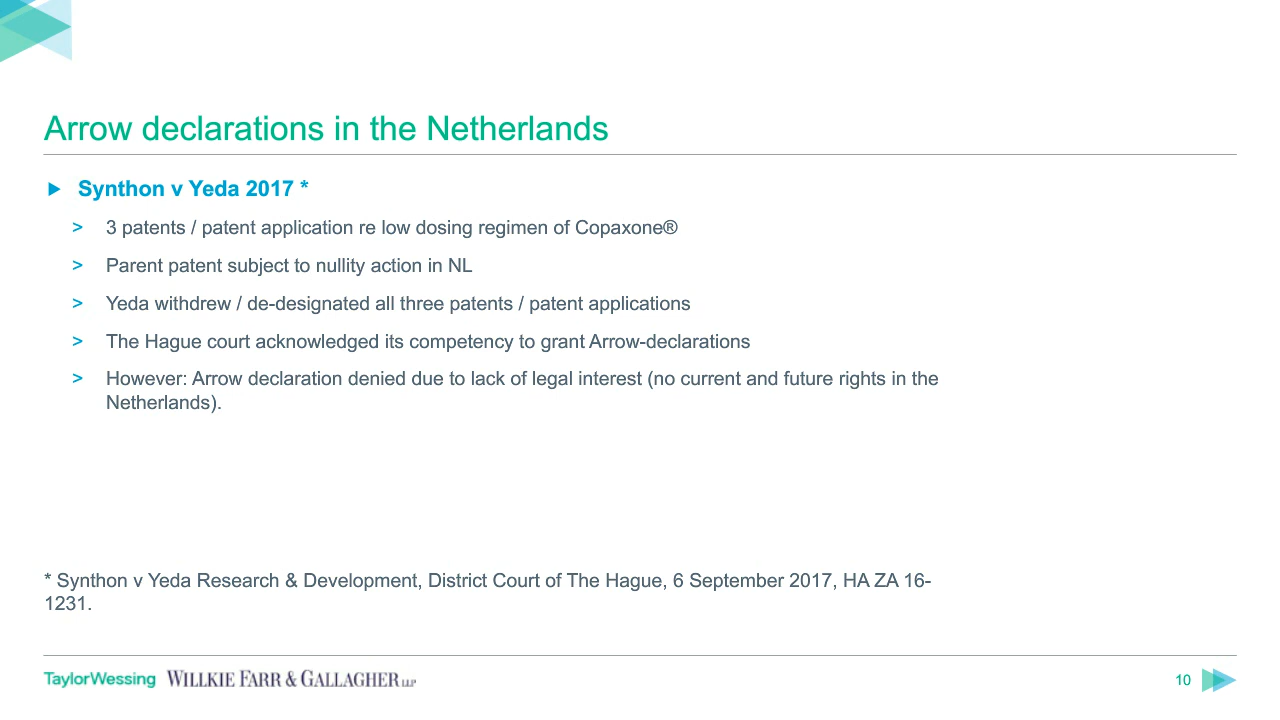 Arrow declarations in the Netherlands
Synthon v Yeda 2017 *
> 3 patents / patent application re low dosing regimen of Copaxone®
> Parent patent subject to nullity action in NL
> Yeda withdrew / de-designated all three patents / patent applications
> The Hague court acknowledged its competency to grant Arrow-declarations
> However: Arrow declaration denied due to lack of legal interest (no current and future rights in the
Netherlands).
* Synthon v Yeda Research & Development, District Court of The Hague, 6 September 2017, HA ZA 16-
1231.
TaylorWessing WILLKIE FARR & GALLAGHER LLP
10